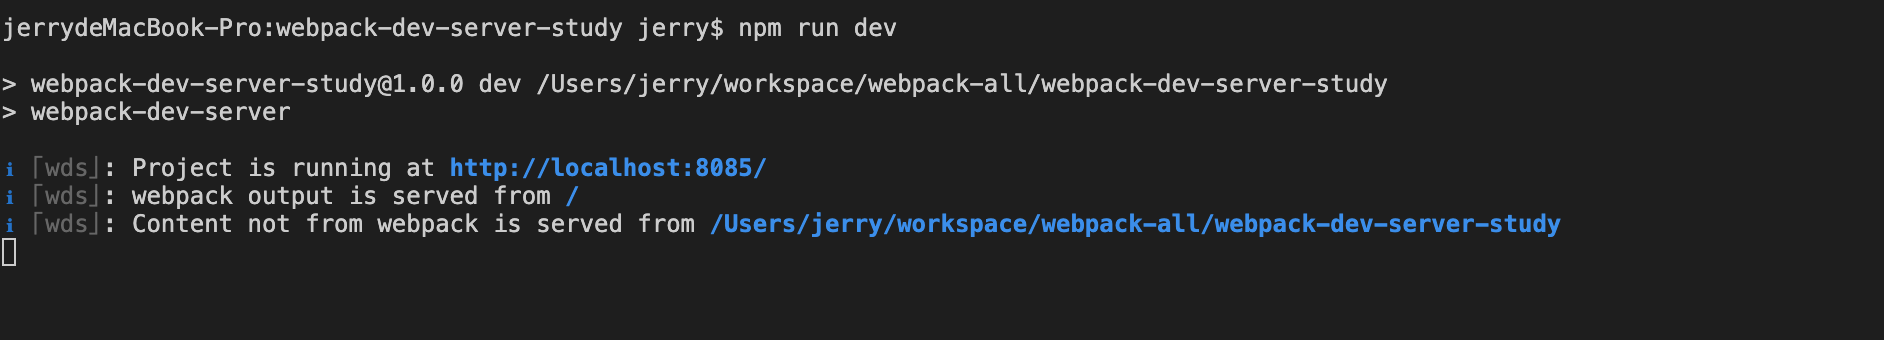 jerrydeMacBook-Pro:webpack-dev-server-study jerry$ npm run dev
> webpack-dev-server-study@1.0.0 dev /Users/jerry/workspace/webpack-all/webpack-dev-server-study
> webpack-dev-server
ℹ ｢wds｣: Project is running at http://localhost:8085/
ℹ ｢wds｣: webpack output is served from /
ℹ ｢wds｣: Content not from webpack is served from /Users/jerry/workspace/webpack-all/webpack-dev-server-study